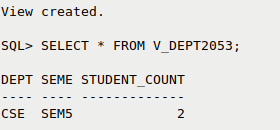 View created.
SQL> SELECT * FROM V_DEPT2053;
DEPT SEME STUDENT_COUNT
---- ---- -------------
CSE  SEM5             2